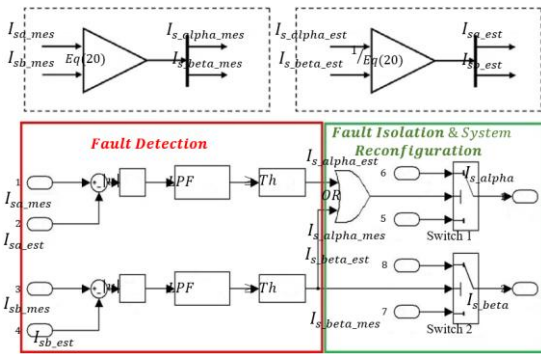 I_sa_mes
I_sb_mes
Eq(20)
I_s_alpha_mes
I_s_beta_mes
I_s_alpha_est
I_s_beta_est
1/Eq(20)
I_sa_est
I_sb_est
Fault Detection
Fault Isolation & System
Reconfiguration
1
I_sa_mes
2
I_sa_est
LPF
≥ Th
I_s_alpha_est
OR
6
I_s_alpha
5
Switch 1
I_s_alpha_mes
I_s_beta_est
3
I_sb_mes
4
I_sb_est
LPF
≥ Th
8
I_s_beta
7
I_s_beta_mes
Switch 2